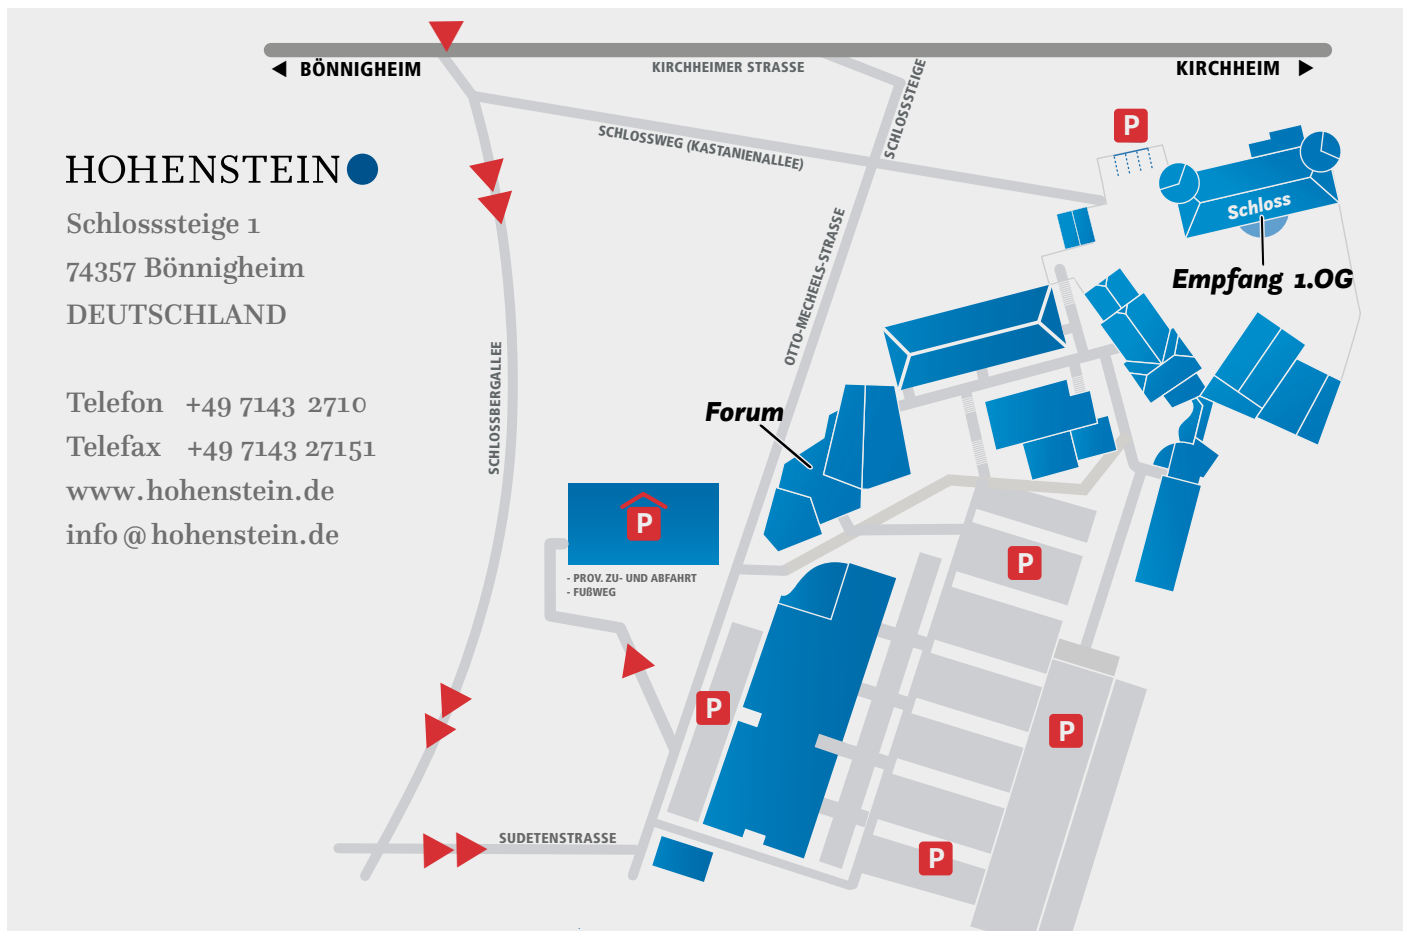 ◀ BÖNNIGHEIM
KIRCHHEIMER STRASSE
KIRCHHEIM ▶
SCHLOSSSTEIGE
SCHLOSSWEG (KASTANIENALLEE)
P
HOHENSTEIN
Schlosssteige 1
74357 Bönnigheim
DEUTSCHLAND
Telefon +49 7143 2710
Telefax +49 7143 27151
www.hohenstein.de
info@hohenstein.de
Schloss
Empfang 1.OG
OTTO-MECHEELS-STRASSE
SCHLOSSBERGALLEE
Forum
P
- PROV. ZU- UND ABFAHRT
- FUßWEG
P
P
P
SUDETENSTRASSE
P